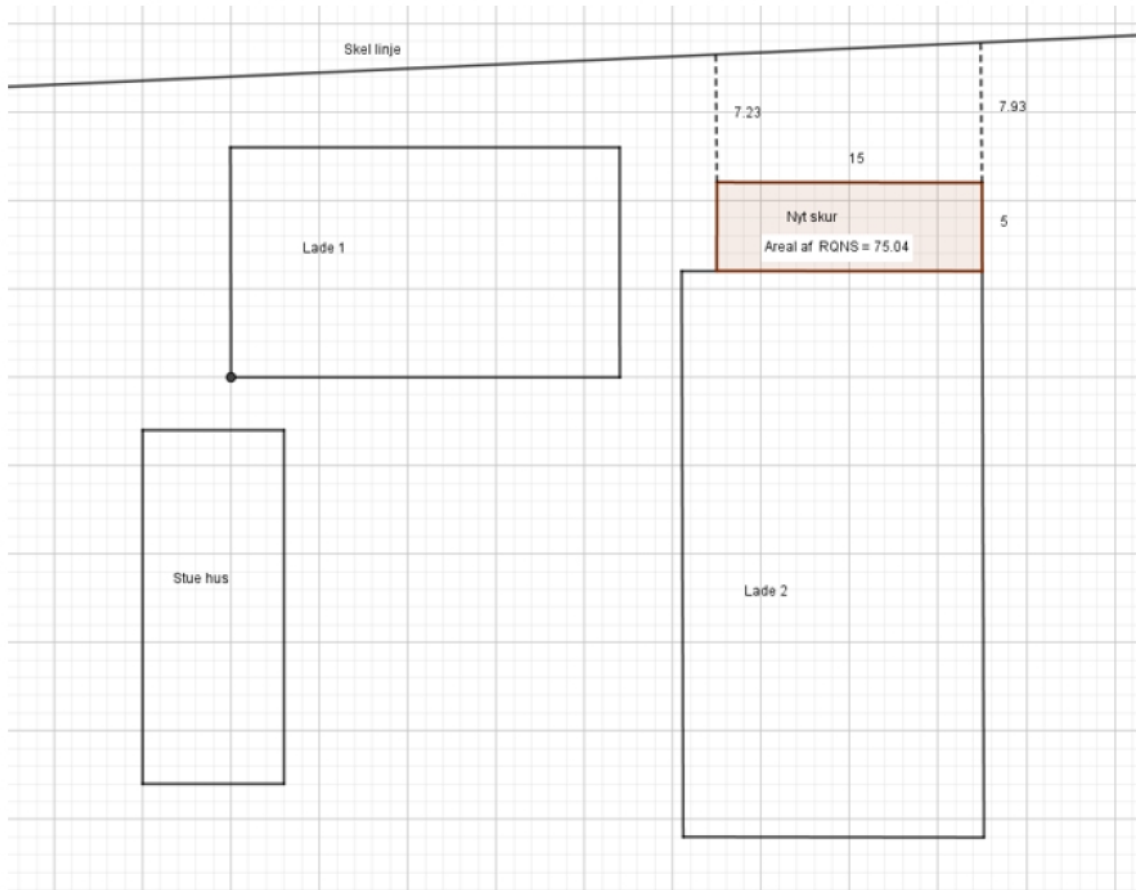 Skel linje
7.23
7.93
15
Nyt skur
5
Areal af RQNS = 75.04
Lade 1
Stue hus
Lade 2